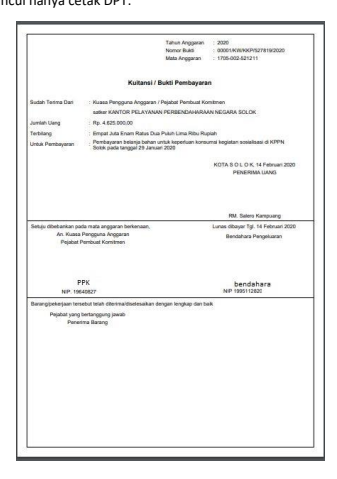 ncul hanya cetak DPT.
Tahun Anggaran : 2020
Nomor Bukti : 00001/KW/KKP/527819/2020
Mata Anggaran : 1705-002-521211
Kuitansi / Bukti Pembayaran
Sudah Terima Dari : Kuasa Pengguna Anggaran / Pejabat Pembuat Komitmen
satker KANTOR PELAYANAN PERBENDAHARAAN NEGARA SOLOK
Jumlah Uang : Rp. 4.625.000,00
Terbilang : Empat Juta Enam Ratus Dua Puluh Lima Ribu Rupiah
Untuk Pembayaran : Pembayaran belanja bahan untuk keperluan konsumsi kegiatan sosialisasi di KPPN
Solok pada tanggal 29 Januari 2020
KOTA S O L O K, 14 Februari 2020
PENERIMA UANG
RM. Salero Kampuang
Setuju dibebankan pada mata anggaran berkenaan,
An. Kuasa Pengguna Anggaran
Pejabat Pembuat Komitmen
Lunas dibayar Tgl. 14 Februari 2020
Bendahara Pengeluaran
PPK
NIP. 19640827
bendahara
NIP 1995112820
Barang/pekerjaan tersebut telah diterima/diselesaikan dengan lengkap dan baik
Pejabat yang bertanggung jawab
Penerima Barang